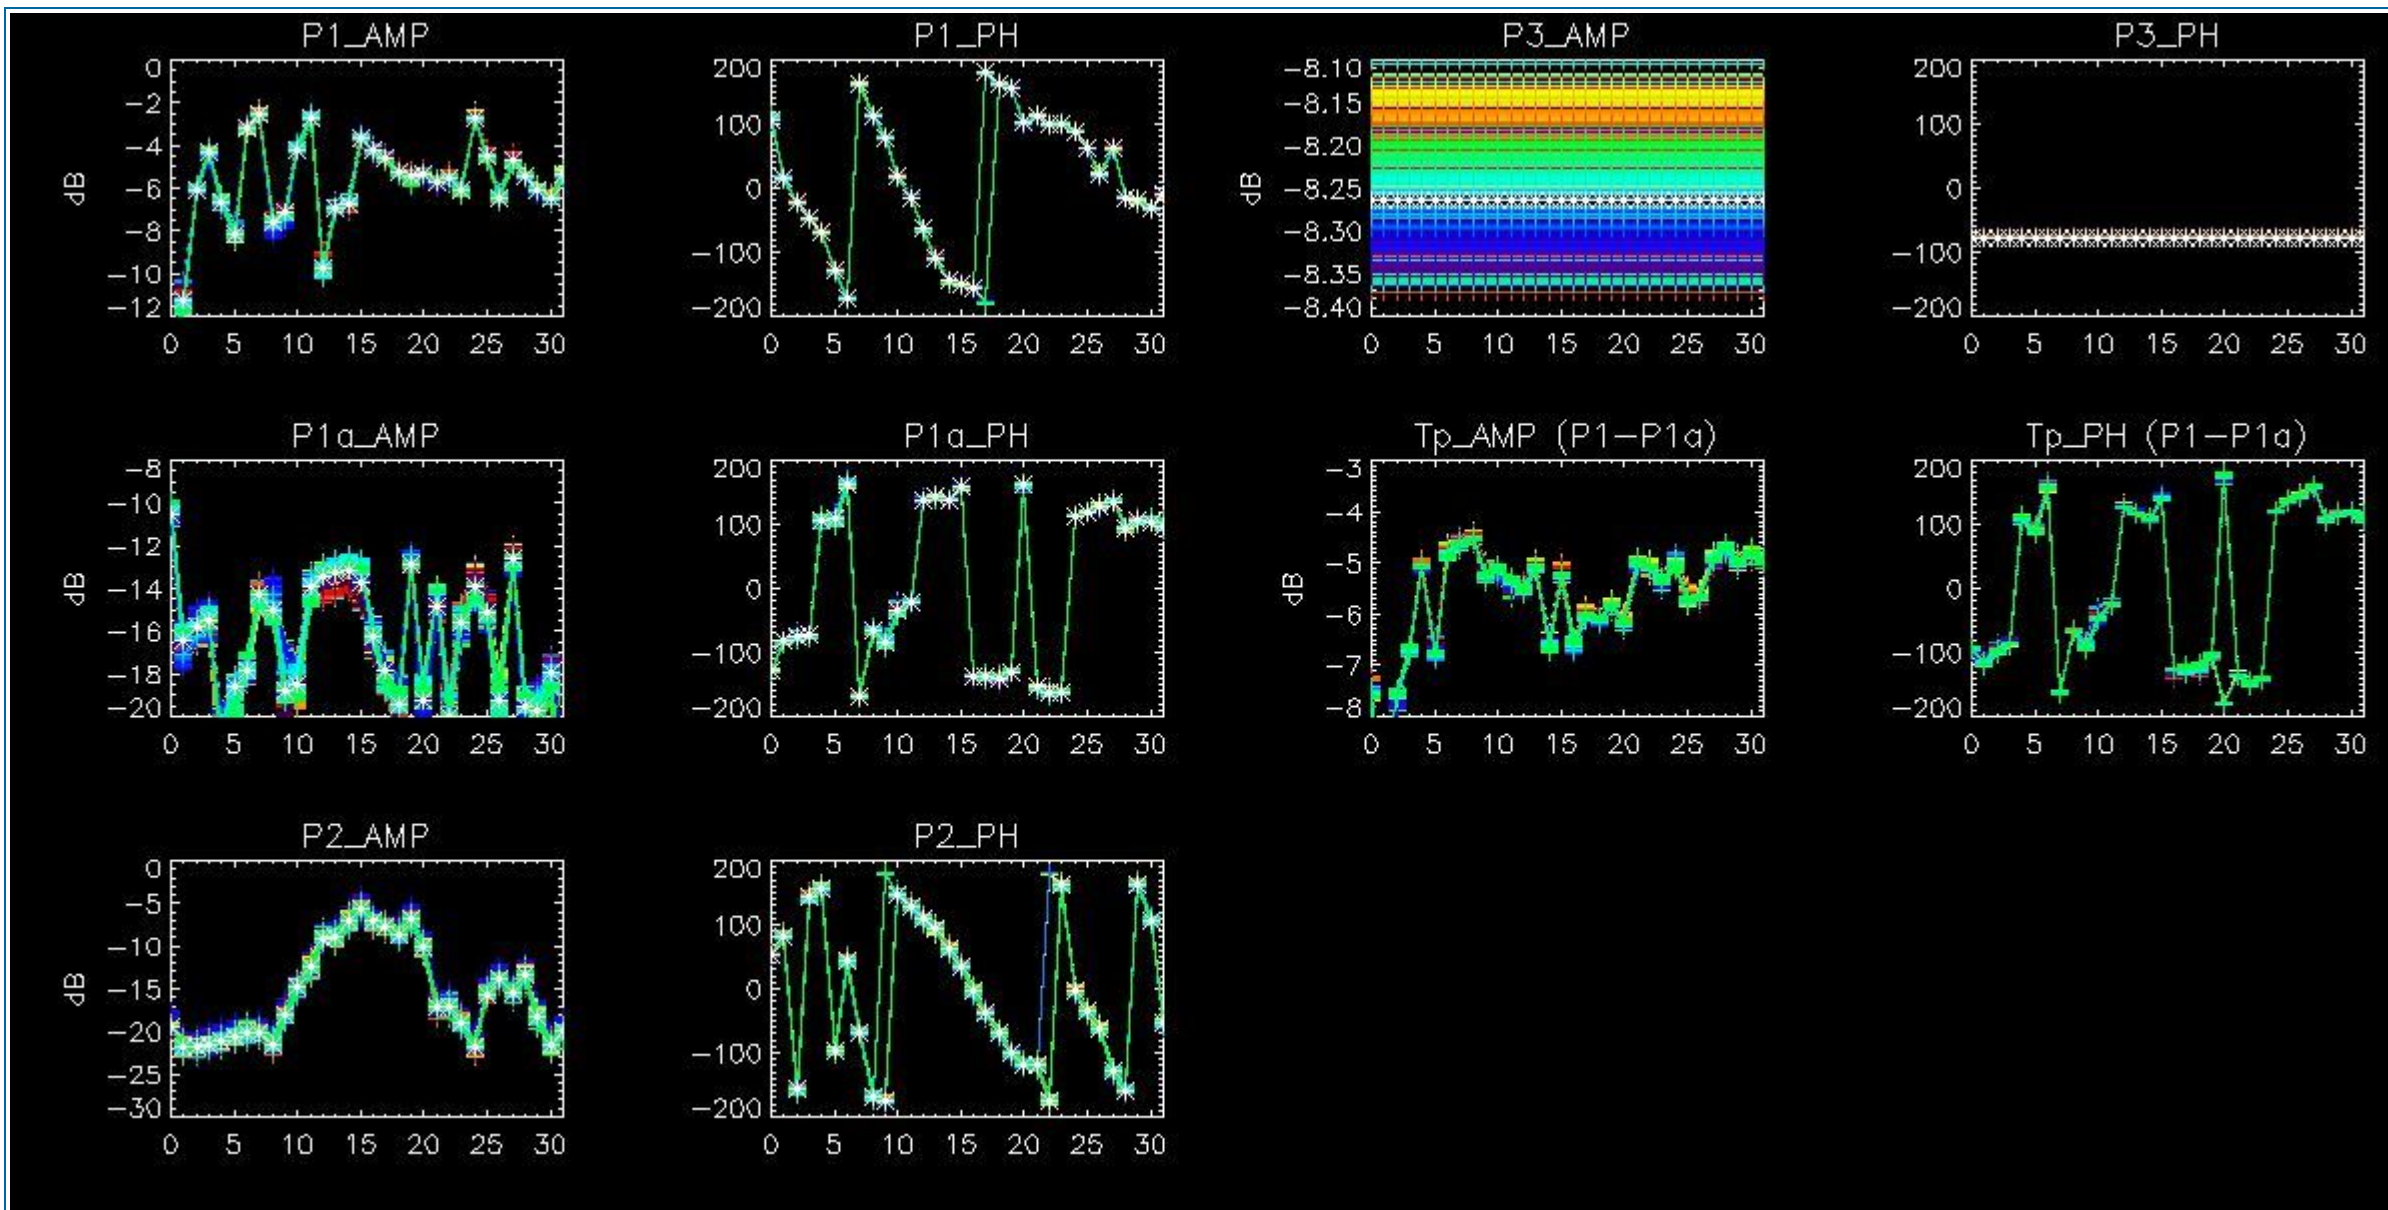 P1_AMP P1_PH P3_AMP P3_PH
0 200 -8.10 200
-2 100 -8.15 100
-4 0 -8.20 0
-6 -100 -8.25 -100
-8 -200 -8.30 -200
-10 -8.35
-12 -8.40
dB dB
0 5 10 15 20 25 30 0 5 10 15 20 25 30 0 5 10 15 20 25 30 0 5 10 15 20 25 30
P1a_AMP P1a_PH Tp_AMP (P1-P1a) Tp_PH (P1-P1a)
-8 200 -3 200
-10 100 -4 100
-12 0 -5 0
-14 -100 -6 -100
-16 -200 -7 -200
-18 -8
-20
dB dB
0 5 10 15 20 25 30 0 5 10 15 20 25 30 0 5 10 15 20 25 30 0 5 10 15 20 25 30
P2_AMP P2_PH
0 200
-5 100
-10 0
-15 -100
-20 -200
-25
-30
dB
0 5 10 15 20 25 30 0 5 10 15 20 25 30